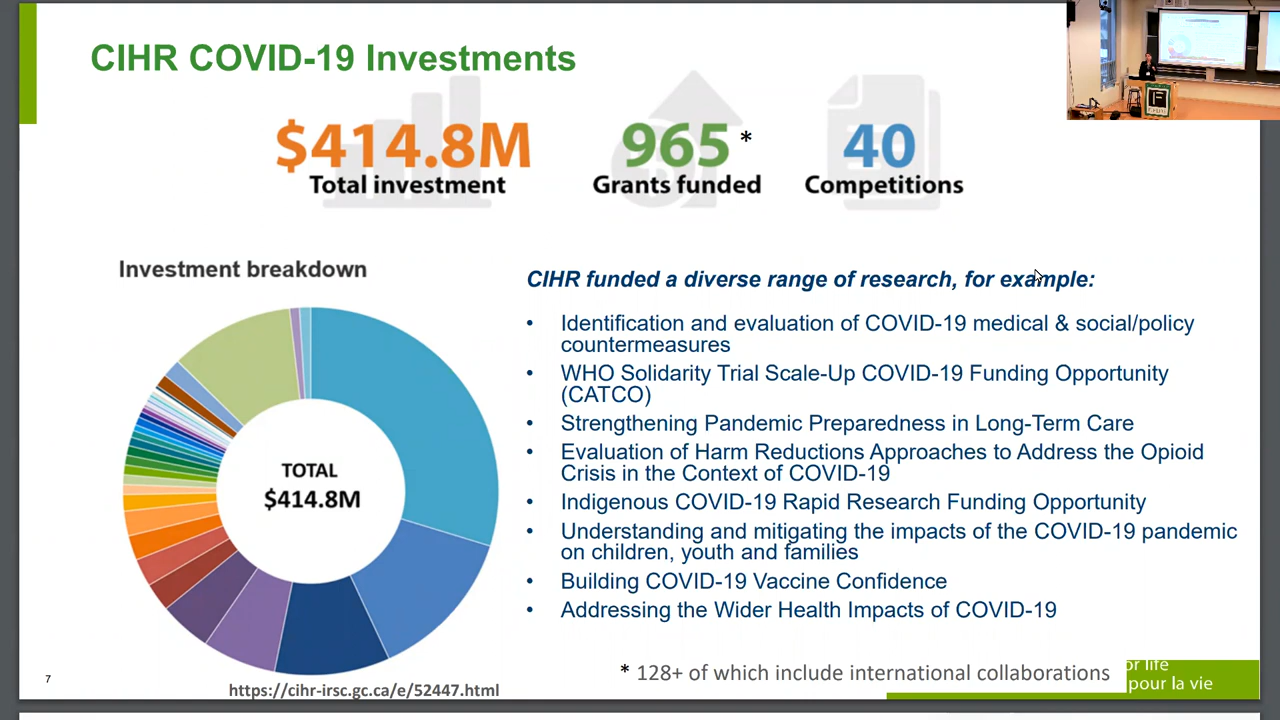 CIHR COVID-19 Investments
$414.8M
Total investment
965 *
Grants funded
40
Competitions
Investment breakdown
TOTAL
$414.8M
CIHR funded a diverse range of research, for example:
• Identification and evaluation of COVID-19 medical & social/policy
countermeasures
• WHO Solidarity Trial Scale-Up COVID-19 Funding Opportunity
(CATCO)
• Strengthening Pandemic Preparedness in Long-Term Care
• Evaluation of Harm Reductions Approaches to Address the Opioid
Crisis in the Context of COVID-19
• Indigenous COVID-19 Rapid Research Funding Opportunity
• Understanding and mitigating the impacts of the COVID-19 pandemic
on children, youth and families
• Building COVID-19 Vaccine Confidence
• Addressing the Wider Health Impacts of COVID-19
* 128+ of which include international collaborations
or life
pour la vie
7
https://cihr-irsc.gc.ca/e/52447.html